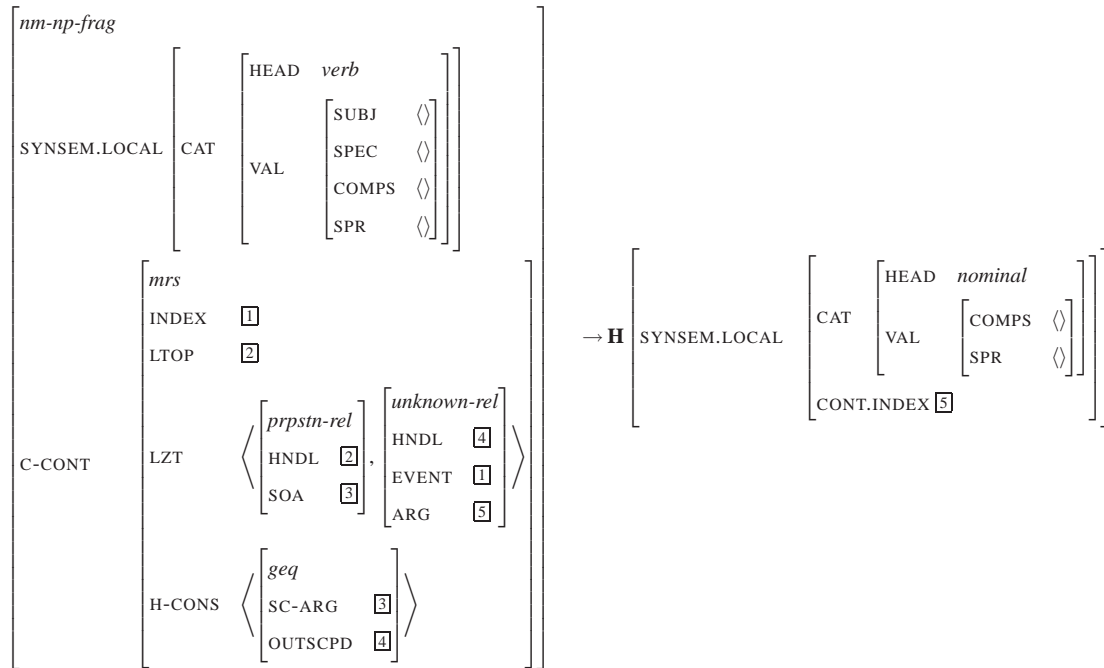 nm-np-frag
HEAD verb
SUBJ ⟨⟩
SPEC ⟨⟩
SYNSEM.LOCAL CAT
VAL
COMPS ⟨⟩
SPR ⟨⟩
mrs
INDEX 1
LTOP 2
prpstn-rel
HNDL 2
SOA 3
,
unknown-rel
HNDL 4
EVENT 1
ARG 5
LZT
C-CONT
geq
SC-ARG 3
OUTSCPD 4
H-CONS
→ H SYNSEM.LOCAL
HEAD nominal
CAT
VAL
COMPS ⟨⟩
SPR ⟨⟩
CONT.INDEX 5